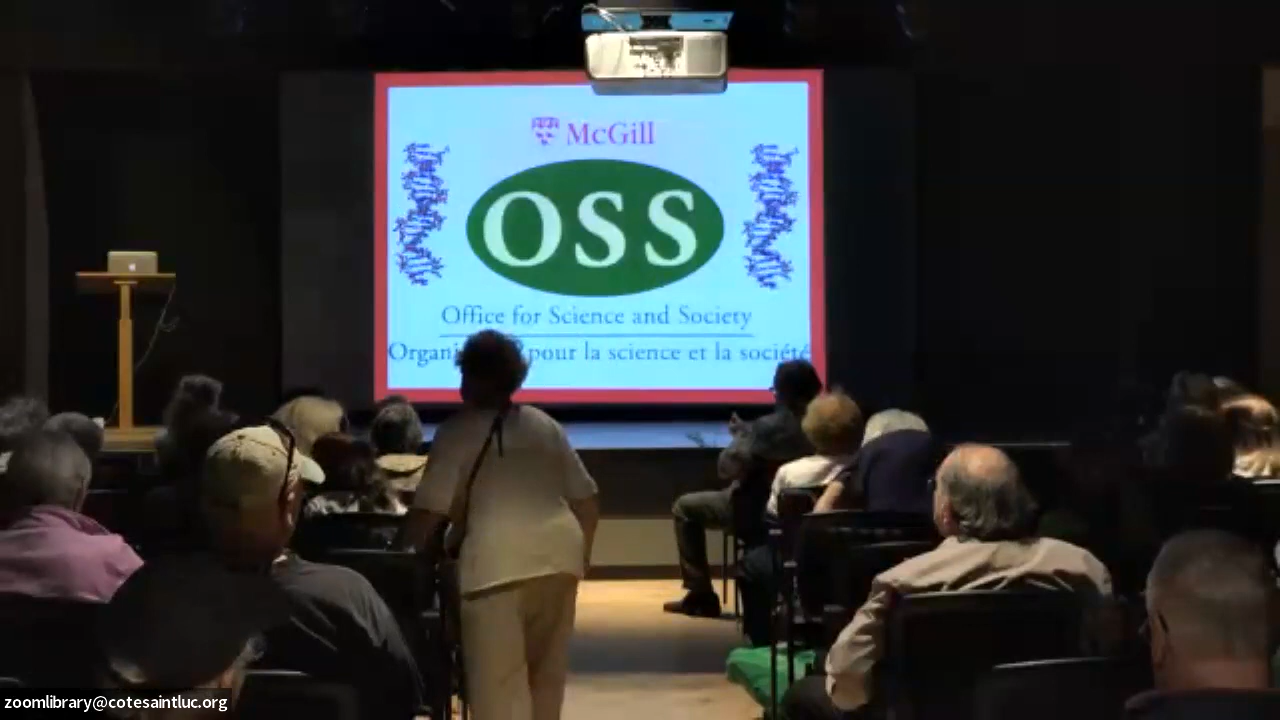 McGill
OSS
Office for Science and Society
pour la science et la société
zoomlibrary@cotesaintluc.org